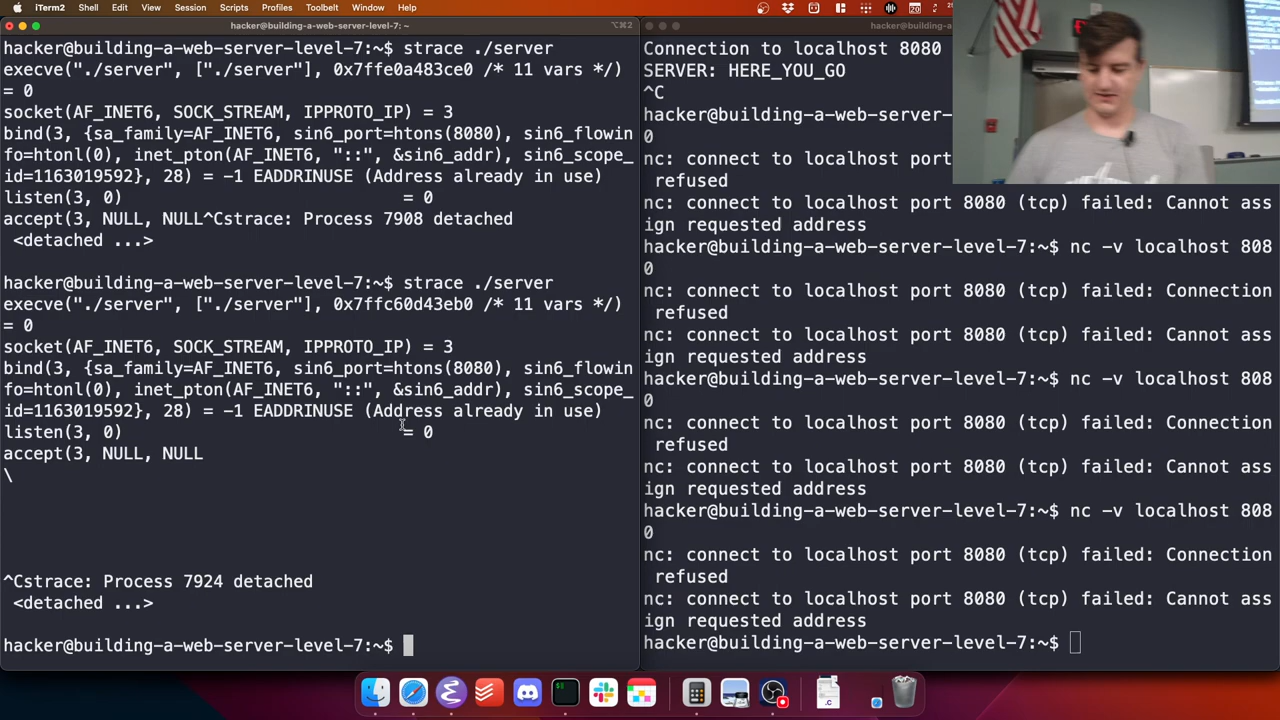 iTerm2 Shell Edit View Session Scripts Profiles Toolbelt Window Help
hacker@building-a-web-server-level-7: ~
⌥⌘2
hacker@building-a-web-server-level-7:~$ strace ./server
execve("./server", ["./server"], 0x7ffe0a483ce0 /* 11 vars */)
= 0
socket(AF_INET6, SOCK_STREAM, IPPROTO_IP) = 3
bind(3, {sa_family=AF_INET6, sin6_port=htons(8080), sin6_flowin
fo=htonl(0), inet_pton(AF_INET6, "::", &sin6_addr), sin6_scope_
id=1163019592}, 28) = -1 EADDRINUSE (Address already in use)
listen(3, 0) = 0
accept(3, NULL, NULL^Cstrace: Process 7908 detached
<detached ...>
hacker@building-a-web-server-level-7:~$ strace ./server
execve("./server", ["./server"], 0x7ffc60d43eb0 /* 11 vars */)
= 0
socket(AF_INET6, SOCK_STREAM, IPPROTO_IP) = 3
bind(3, {sa_family=AF_INET6, sin6_port=htons(8080), sin6_flowin
fo=htonl(0), inet_pton(AF_INET6, "::", &sin6_addr), sin6_scope_
id=1163019592}, 28) = -1 EADDRINUSE (Address already in use)
listen(3, 0) = 0
accept(3, NULL, NULL
\
^Cstrace: Process 7924 detached
<detached ...>
hacker@building-a-web-server-level-7:~$
hacker@building-a-web-se
Connection to localhost 8080
SERVER: HERE_YOU_GO
^C
hacker@building-a-web-server-level-
0
nc: connect to localhost port
refused
nc: connect to localhost port 8080 (tcp) failed: Cannot ass
ign requested address
hacker@building-a-web-server-level-7:~$ nc -v localhost 808
0
nc: connect to localhost port 8080 (tcp) failed: Connection
refused
nc: connect to localhost port 8080 (tcp) failed: Cannot ass
ign requested address
hacker@building-a-web-server-level-7:~$ nc -v localhost 808
0
nc: connect to localhost port 8080 (tcp) failed: Connection
refused
nc: connect to localhost port 8080 (tcp) failed: Cannot ass
ign requested address
hacker@building-a-web-server-level-7:~$ nc -v localhost 808
0
nc: connect to localhost port 8080 (tcp) failed: Connection
refused
nc: connect to localhost port 8080 (tcp) failed: Cannot ass
ign requested address
hacker@building-a-web-server-level-7:~$